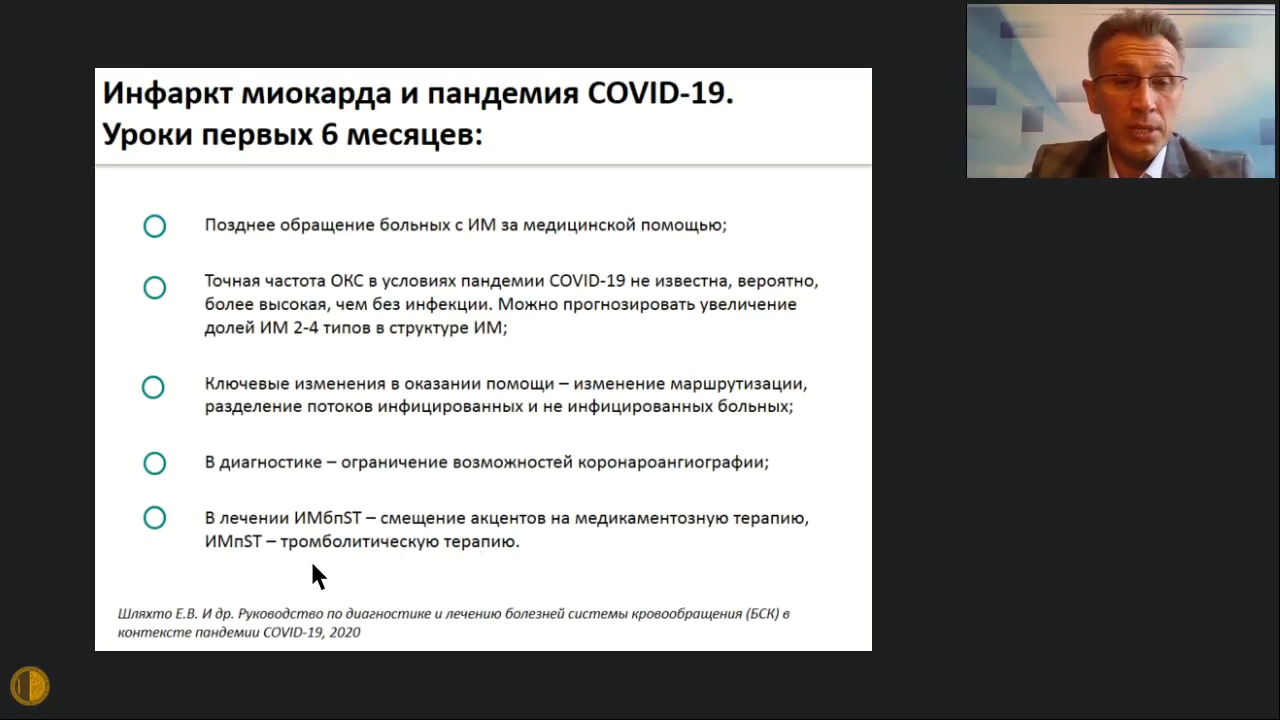 Инфаркт миокарда и пандемия COVID-19.
Уроки первых 6 месяцев:
Позднее обращение больных с ИМ за медицинской помощью;
Точная частота ОКС в условиях пандемии COVID-19 не известна, вероятно,
более высокая, чем без инфекции. Можно прогнозировать увеличение
долей ИМ 2-4 типов в структуре ИМ;
Ключевые изменения в оказании помощи – изменение маршрутизации,
разделение потоков инфицированных и не инфицированных больных;
В диагностике – ограничение возможностей коронароангиографии;
В лечении ИМбпST – смещение акцентов на медикаментозную терапию,
ИМпST – тромболитическую терапию.
Шляхто Е.В. И др. Руководство по диагностике и лечению болезней системы кровообращения (БСК) в
контексте пандемии COVID-19, 2020